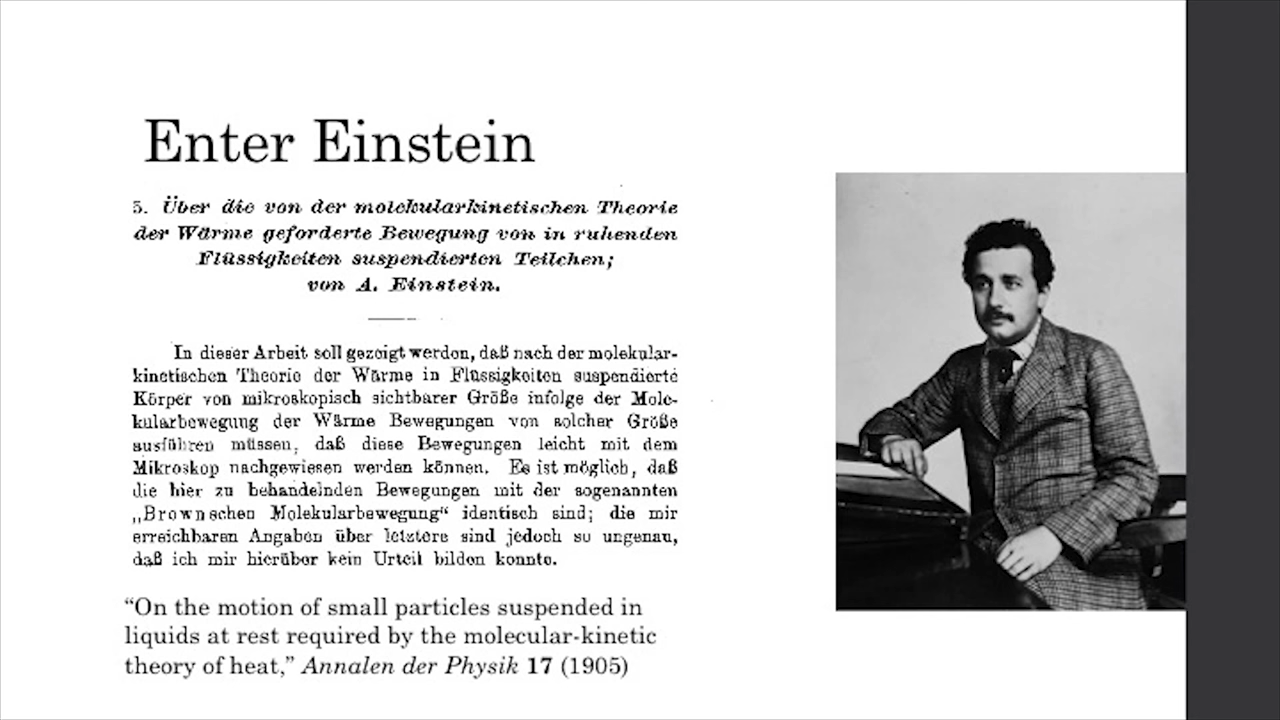 Enter Einstein
5. Über die von der molekularkinetischen Theorie
der Wärme geforderte Bewegung von in ruhenden
Flüssigkeiten suspendierten Teilchen;
von A. Einstein.
In dieser Arbeit soll gezeigt werden, daß nach der molekular-
kinetischen Theorie der Wärme in Flüssigkeiten suspendierte
Körper von mikroskopisch sichtbarer Größe infolge der Mole-
kularbewegung der Wärme Bewegungen von solcher Größe
ausführen müssen, daß diese Bewegungen leicht mit dem
Mikroskop nachgewiesen werden können. Es ist möglich, daß
die hier zu behandelnden Bewegungen mit der sogenannten
„Brownschen Molekularbewegung“ identisch sind; die mir
erreichbaren Angaben über letztere sind jedoch so ungenau,
daß ich mir hierüber kein Urteil bilden konnte.
“On the motion of small particles suspended in
liquids at rest required by the molecular-kinetic
theory of heat,” Annalen der Physik 17 (1905)